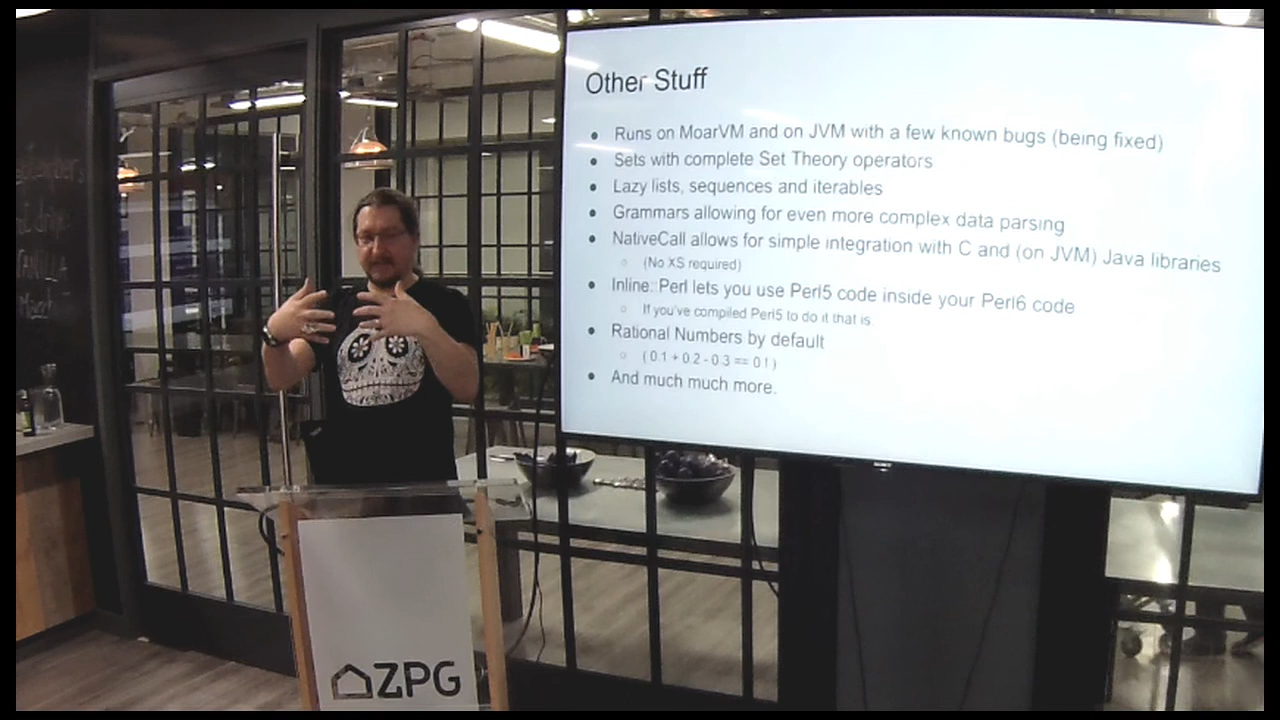 Other Stuff
Runs on MoarVM and on JVM with a few known bugs (being fixed)
Sets with complete Set Theory operators
Lazy lists, sequences and iterables
Grammars allowing for even more complex data parsing
NativeCall allows for simple integration with C and (on JVM) Java libraries
(No XS required)
Inline::Perl lets you use Perl5 code inside your Perl6 code
If you've compiled Perl5 to do it that is.
Rational Numbers by default
( 0.1 + 0.2 - 0.3 == 0 ! )
And much much more.
SONY
ZPG